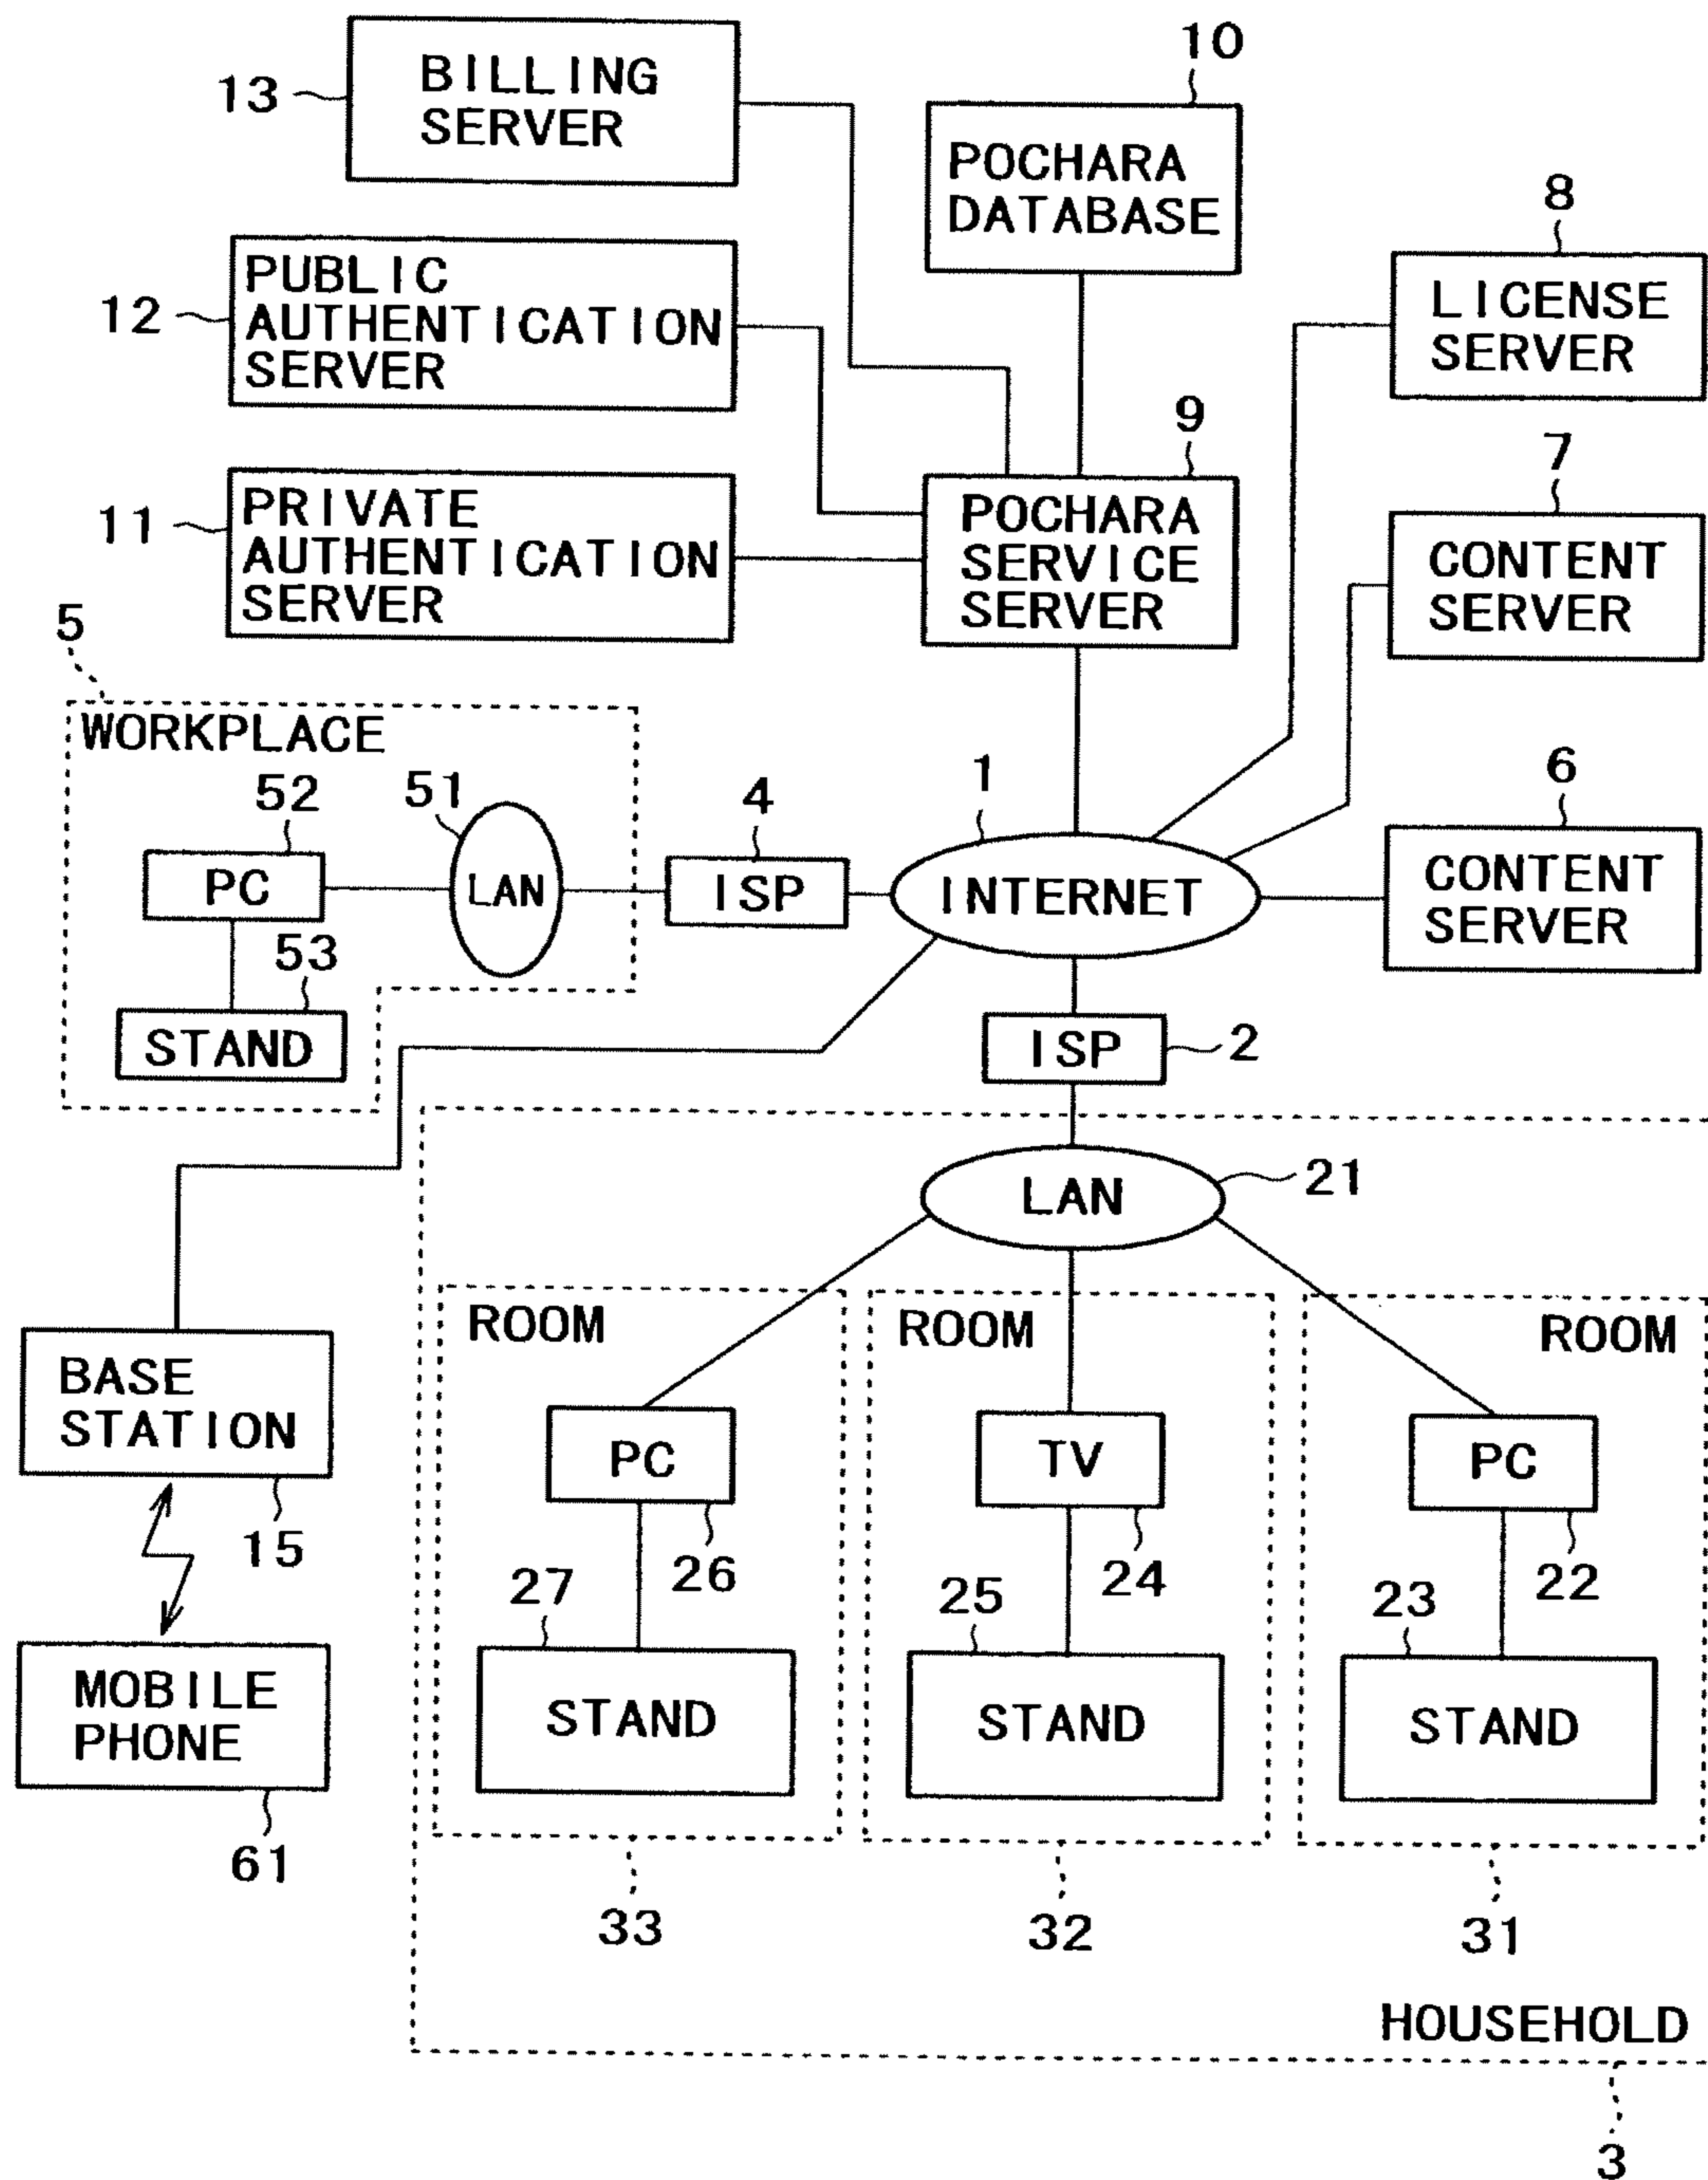 10
13
BILLING
SERVER
POCHARA
DATABASE
8
12
PUBLIC
AUTHENTICATION
SERVER
LICENSE
SERVER
9
7
11
PRIVATE
AUTHENTICATION
SERVER
POCHARA
SERVICE
SERVER
CONTENT
SERVER
5
WORKPLACE
52
51
4
1
6
PC
LAN
ISP
INTERNET
CONTENT
SERVER
53
STAND
ISP
2
LAN
21
ROOM
ROOM
ROOM
BASE
STATION
PC
TV
PC
15
27
26
25
24
23
22
MOBILE
PHONE
STAND
STAND
STAND
61
33
32
31
HOUSEHOLD
3